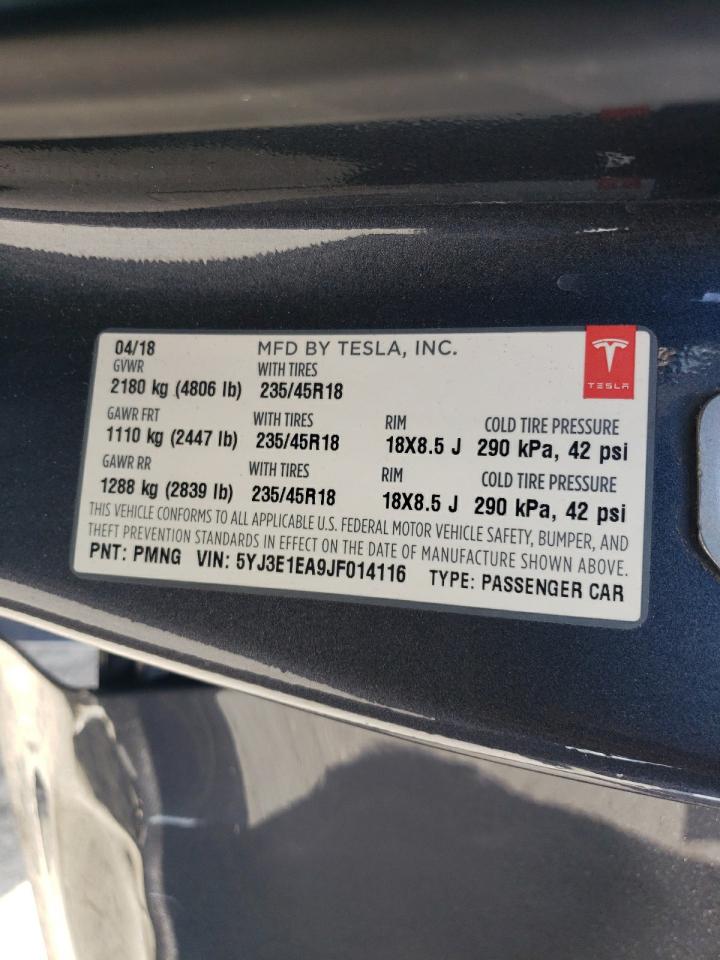 04/18 MFD BY TESLA, INC.
GVWR WITH TIRES
2180 kg (4806 lb) 235/45R18
TESLA
GAWR FRT WITH TIRES RIM COLD TIRE PRESSURE
1110 kg (2447 lb) 235/45R18 18X8.5 J 290 kPa, 42 psi
GAWR RR WITH TIRES RIM COLD TIRE PRESSURE
1288 kg (2839 lb) 235/45R18 18X8.5 J 290 kPa, 42 psi
THIS VEHICLE CONFORMS TO ALL APPLICABLE U.S. FEDERAL MOTOR VEHICLE SAFETY, BUMPER, AND
THEFT PREVENTION STANDARDS IN EFFECT ON THE DATE OF MANUFACTURE SHOWN ABOVE.
PNT: PMNG VIN: 5YJ3E1EA9JF014116 TYPE: PASSENGER CAR